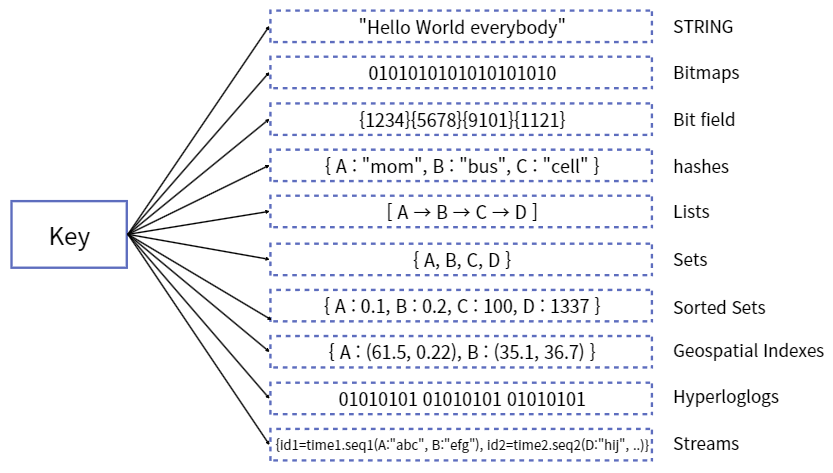 "Hello World everybody" STRING
0101010101010101010 Bitmaps
{1234}{5678}{9101}{1121} Bit field
{ A : "mom", B : "bus", C : "cell" } hashes
[ A → B → C → D ] Lists
Key
{ A, B, C, D } Sets
{ A : 0.1, B : 0.2, C : 100, D : 1337 } Sorted Sets
{ A : (61.5, 0.22), B : (35.1, 36.7) } Geospatial Indexes
01010101 01010101 01010101 Hyperloglogs
{id1=time1.seq1(A:"abc", B:"efg"), id2=time2.seq2(D:"hij", ..)} Streams